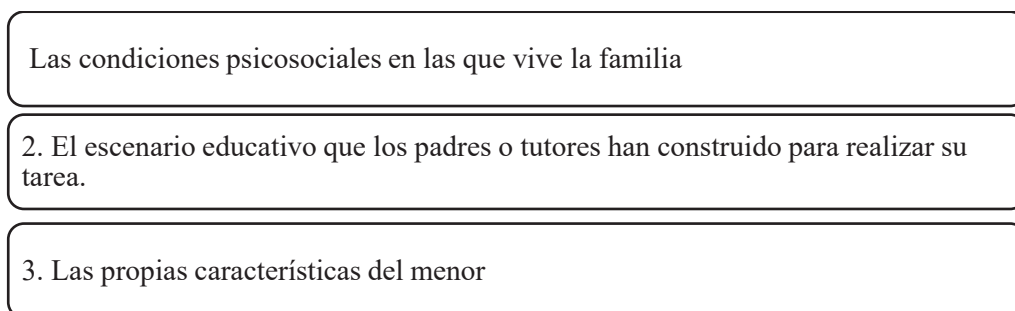 Las condiciones psicosociales en las que vive la familia
2. El escenario educativo que los padres o tutores han construido para realizar su
tarea.
3. Las propias características del menor